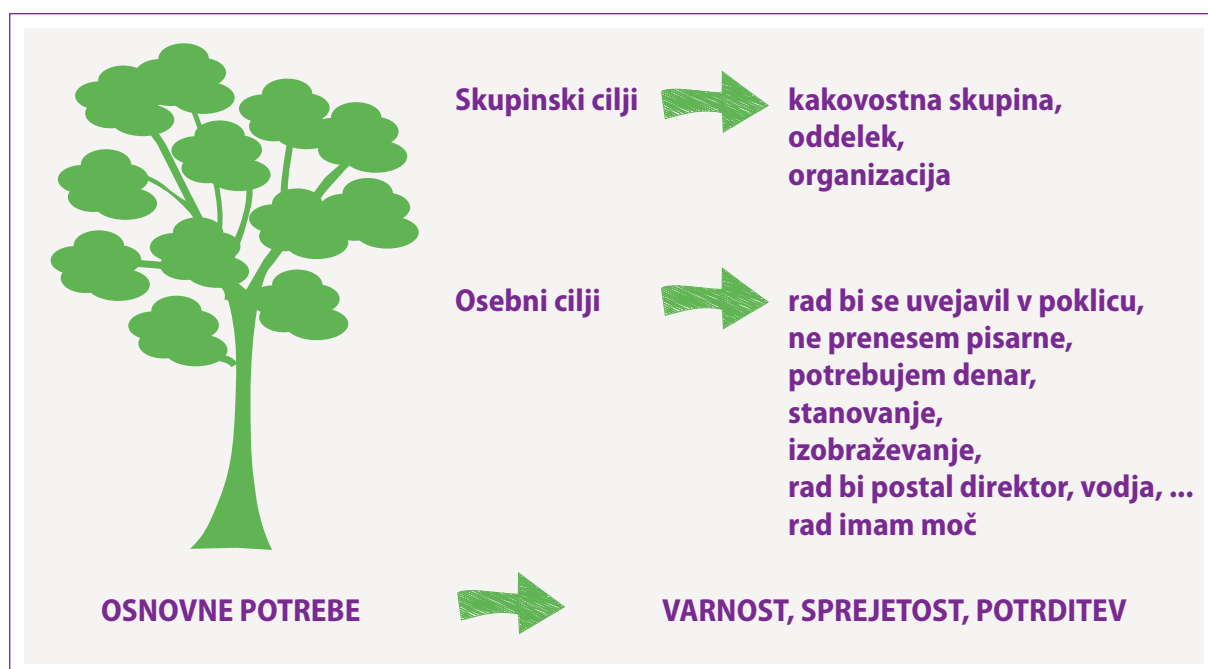 Skupinski cilji
kakovostna skupina,
oddelek,
organizacija
Osebni cilji
rad bi se uvejavil v poklicu,
ne prenesem pisarne,
potrebujem denar,
stanovanje,
izobraževanje,
rad bi postal direktor, vodja, ...
rad imam moč
OSNOVNE POTREBE
VARNOST, SPREJETOST, POTRDITEV